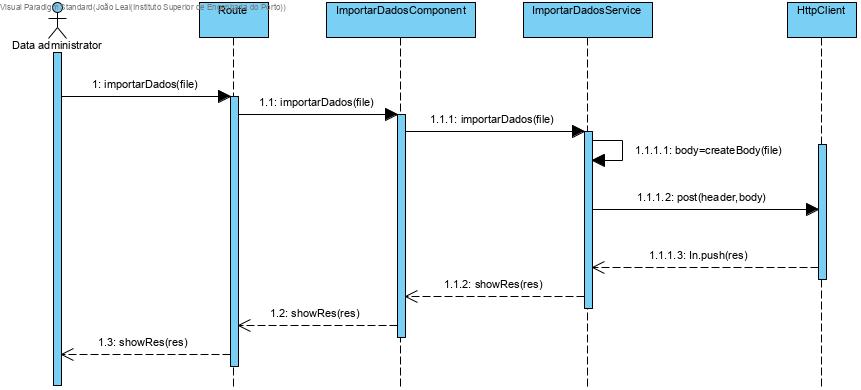 Visual Paradigm Standard(João Leal(Instituto Superior de Engenharia do Porto))
Data administrator
Route
ImportarDadosComponent
ImportarDadosService
HttpClient
1: importarDados(file)
1.1: importarDados(file)
1.1.1: importarDados(file)
1.1.1.1: body=createBody(file)
1.1.1.2: post(header,body)
1.1.1.3: In.push(res)
1.1.2: showRes(res)
1.2: showRes(res)
1.3: showRes(res)